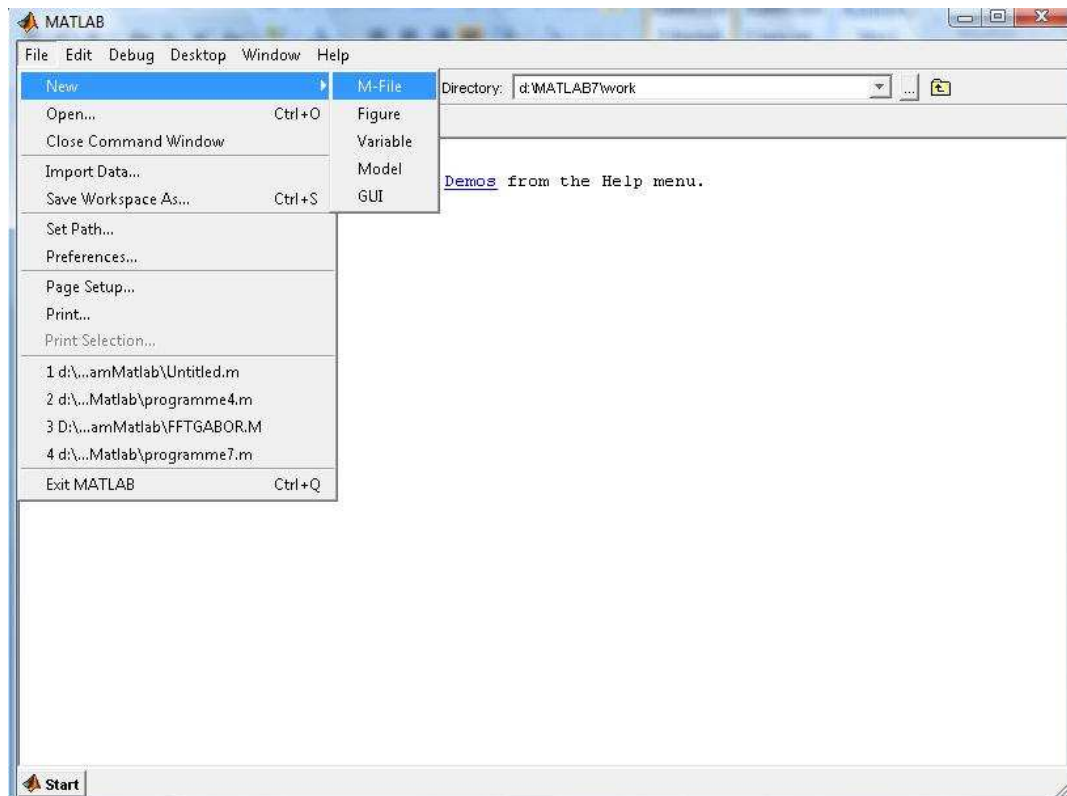 MATLAB
File Edit Debug Desktop Window Help
New
Open... Ctrl+O
Close Command Window
Import Data...
Save Workspace As... Ctrl+S
Set Path...
Preferences...
Page Setup...
Print...
Print Selection...
1 d:\...amMatlab\Untitled.m
2 d:\...Matlab\programme4.m
3 D:\...amMatlab\FFTGABOR.M
4 d:\...Matlab\programme7.m
Exit MATLAB Ctrl+Q
M-File
Figure
Variable
Model
GUI
Directory: d:\MATLAB7\work
...
Demos from the Help menu.
Start